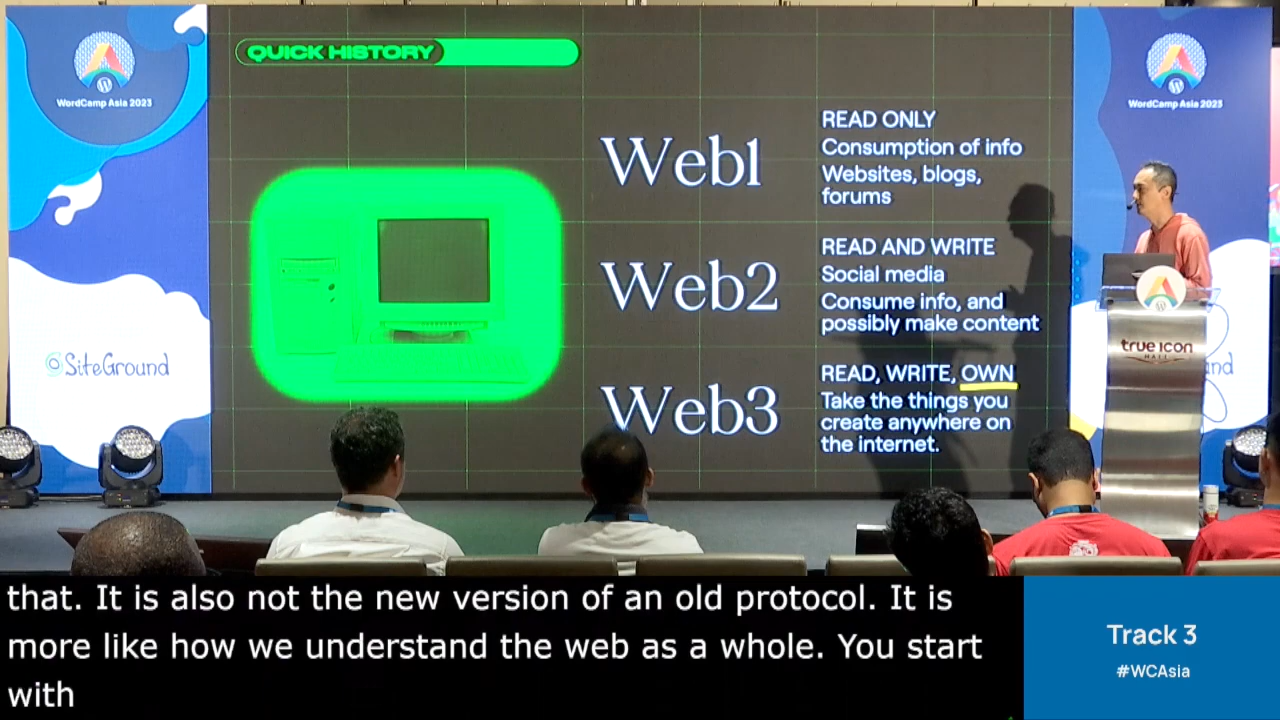 WordCamp Asia 2023
SiteGround
QUICK HISTORY
Web1
READ ONLY
Consumption of info
Websites, blogs,
forums
Web2
READ AND WRITE
Social media
Consume info, and
possibly make content
Web3
READ, WRITE, OWN
Take the things you
create anywhere on
the internet.
WordCamp Asia 2023
true icon
HALL
nd
that. It is also not the new version of an old protocol. It is
more like how we understand the web as a whole. You start
with
Track 3
#WCAsia